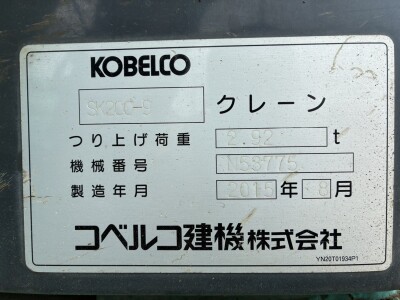 KOBELCO
SK200-9 クレーン
つり上げ荷重 2.92 t
機械番号
製造年月 2015年 8月
コベルコ建機株式会社
YN20T01934P1